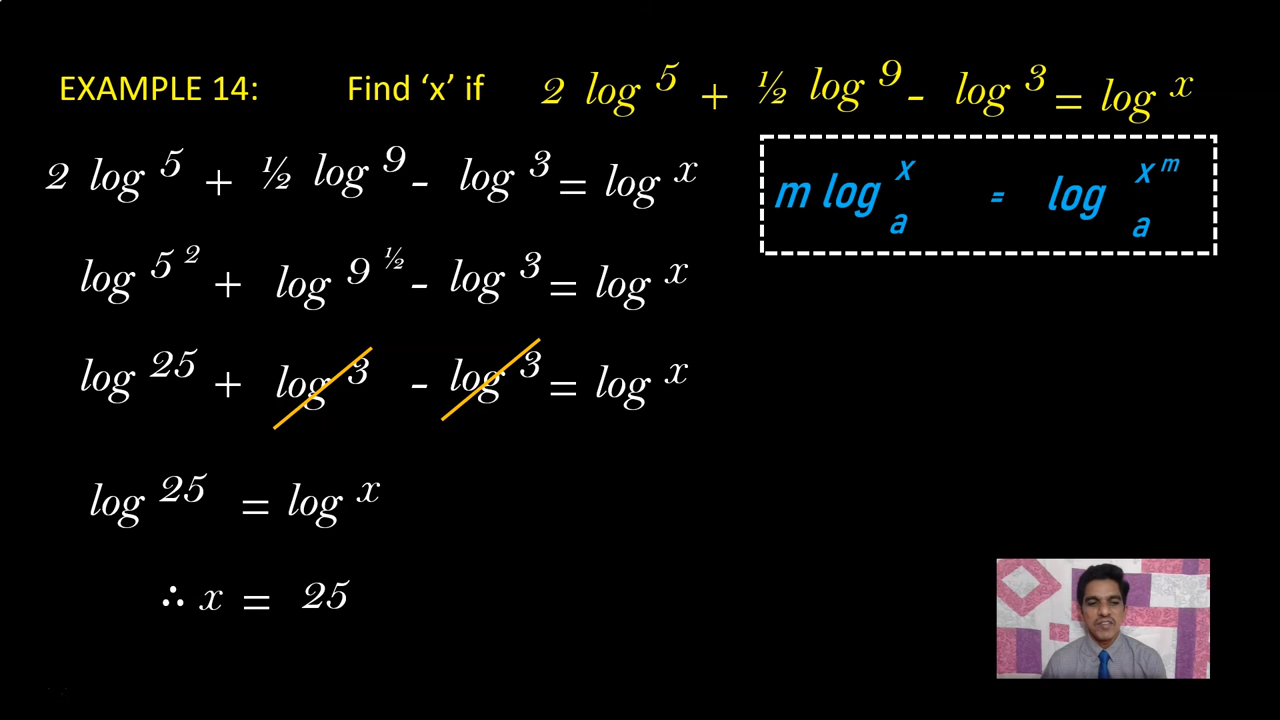 EXAMPLE 14: Find ‘x’ if 2 log 5 + ½ log 9 - log 3 = log x
2 log 5 + ½ log 9 - log 3 = log x
m log x a = log x m a
log 5 2 + log 9 ½ - log 3 = log x
log 25 + log 3 - log 3 = log x
log 25 = log x
∴ x = 25